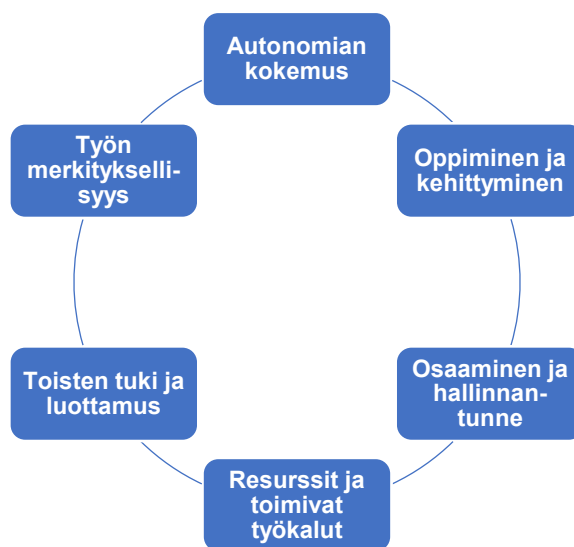 Autonomian
kokemus
Oppiminen ja
kehittyminen
Osaaminen ja
hallinnan-
tunne
Resurssit ja
toimivat
työkalut
Toisten tuki ja
luottamus
Työn
merkitykselli-
syys